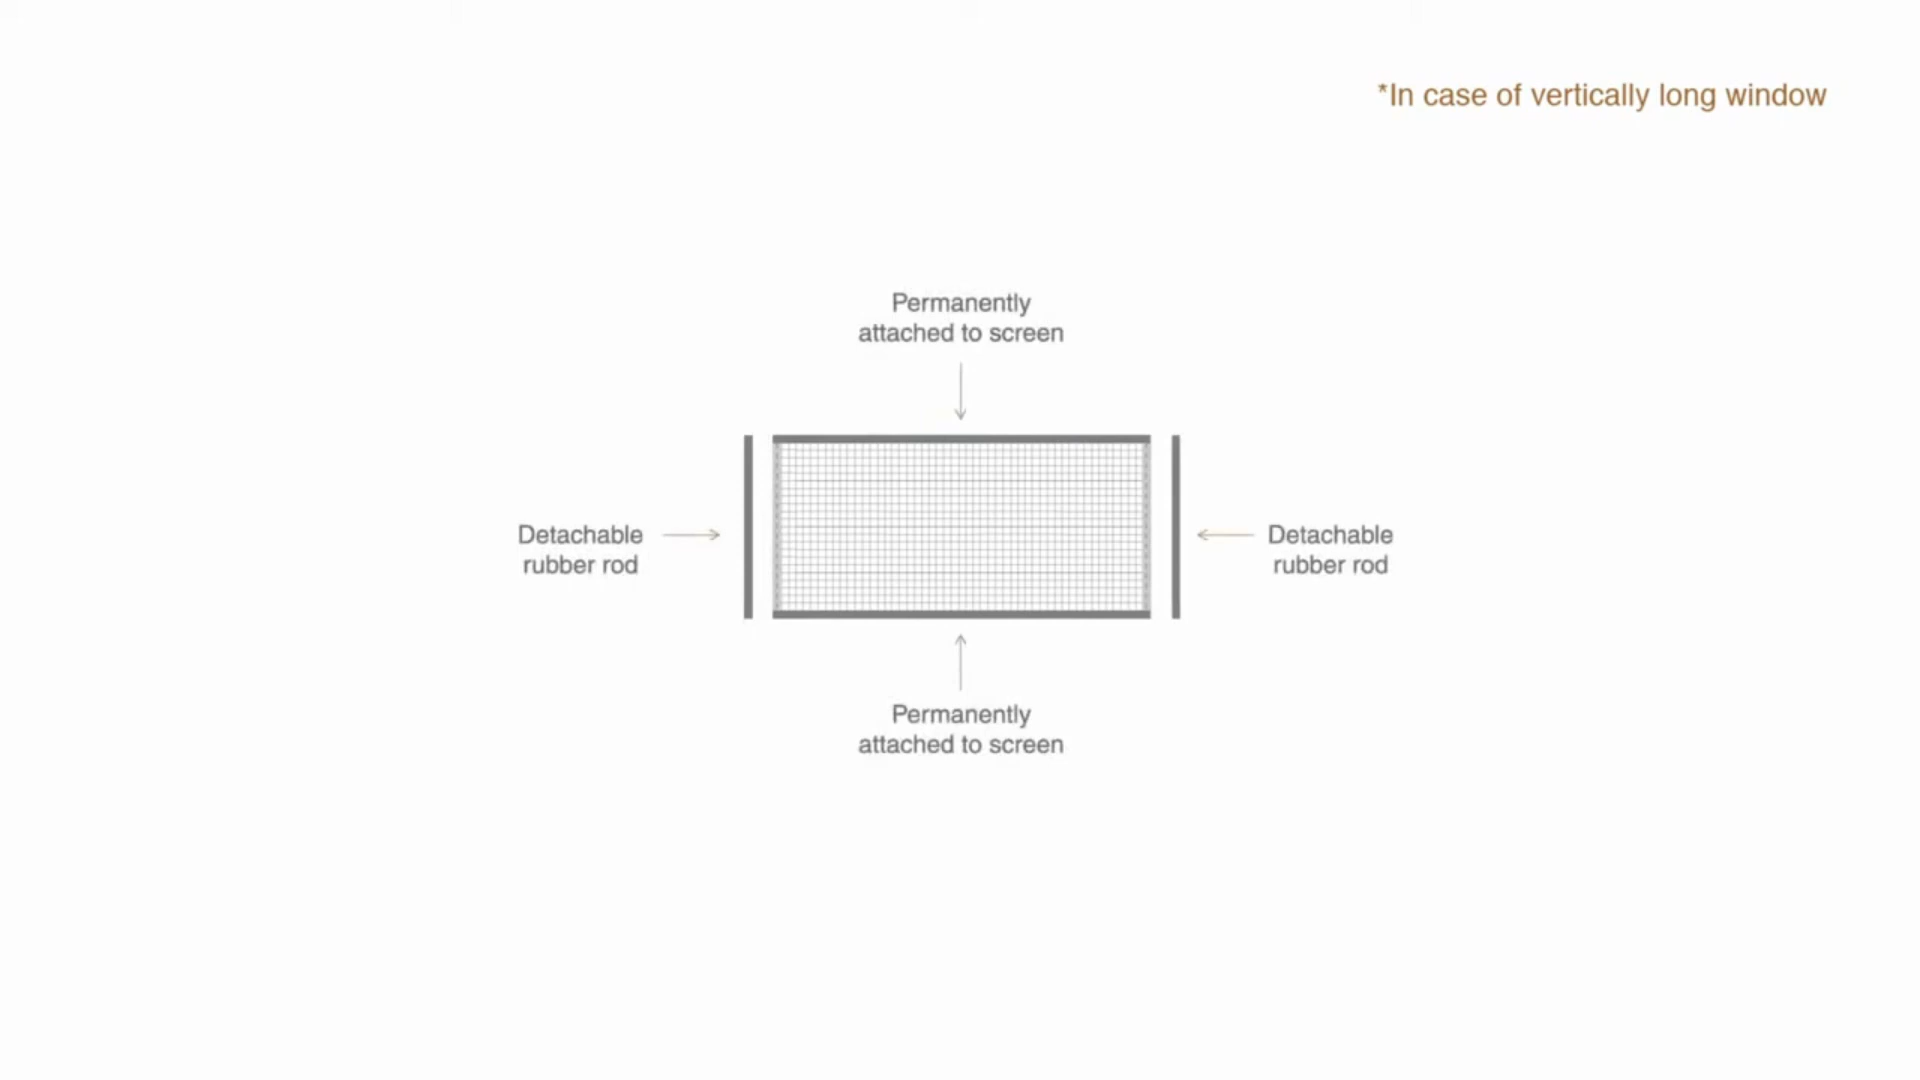 *In case of vertically long window
Permanently
attached to screen
Detachable
rubber rod
Detachable
rubber rod
Permanently
attached to screen